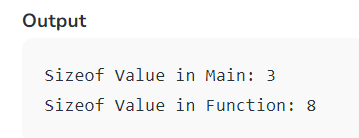 Output
Sizeof Value in Main: 3
Sizeof Value in Function: 8